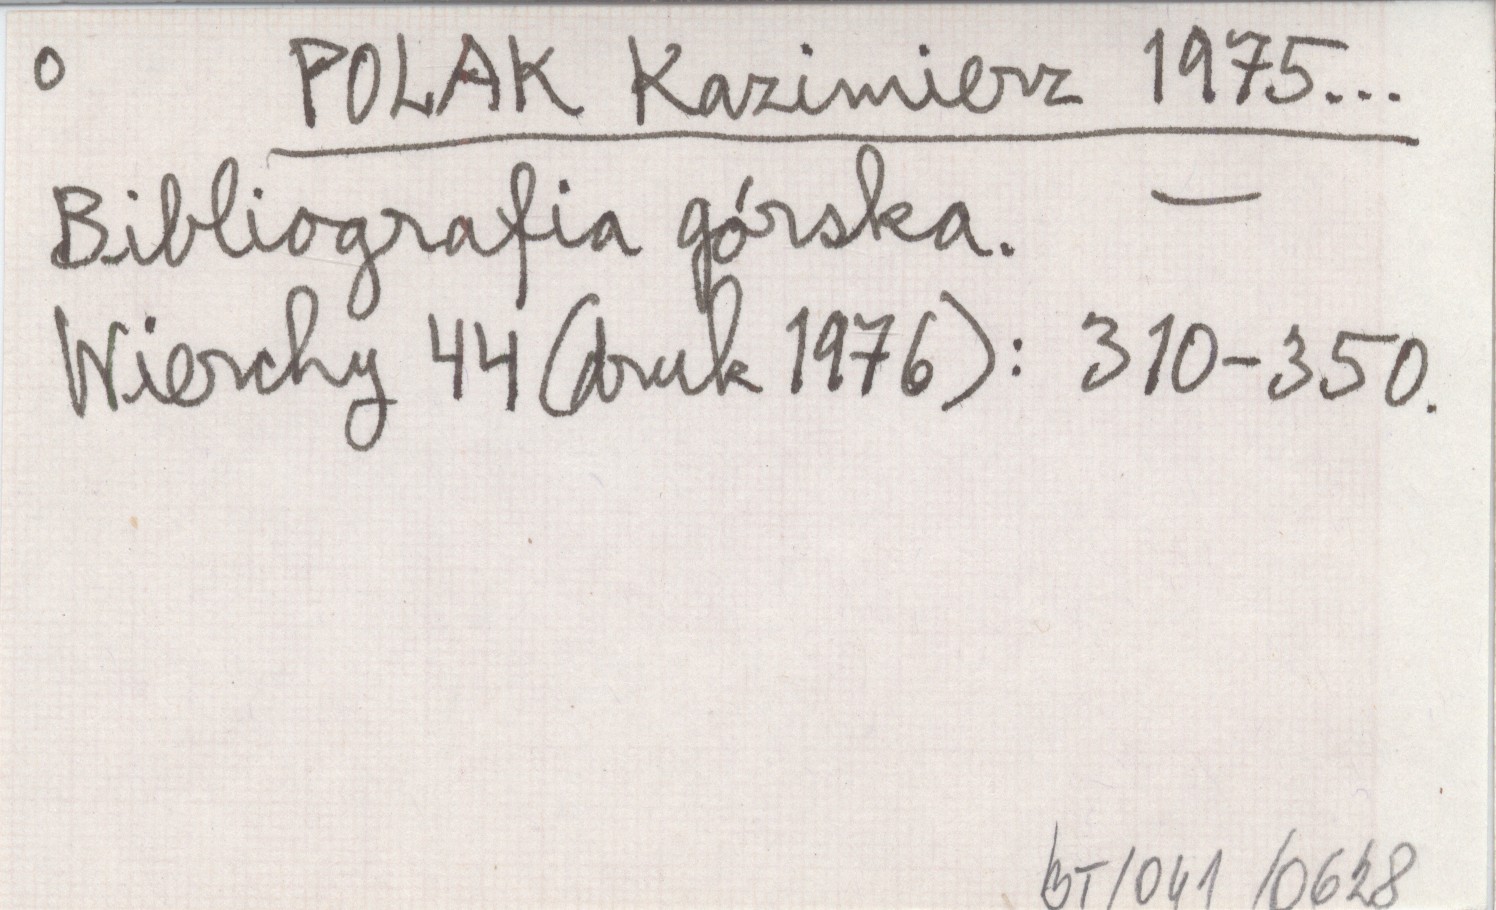 o POLAK Kazimierz 1975...
Bibliografia górska. —
Wierchy 44 (druk 1976): 310-350.
BT/041/0628